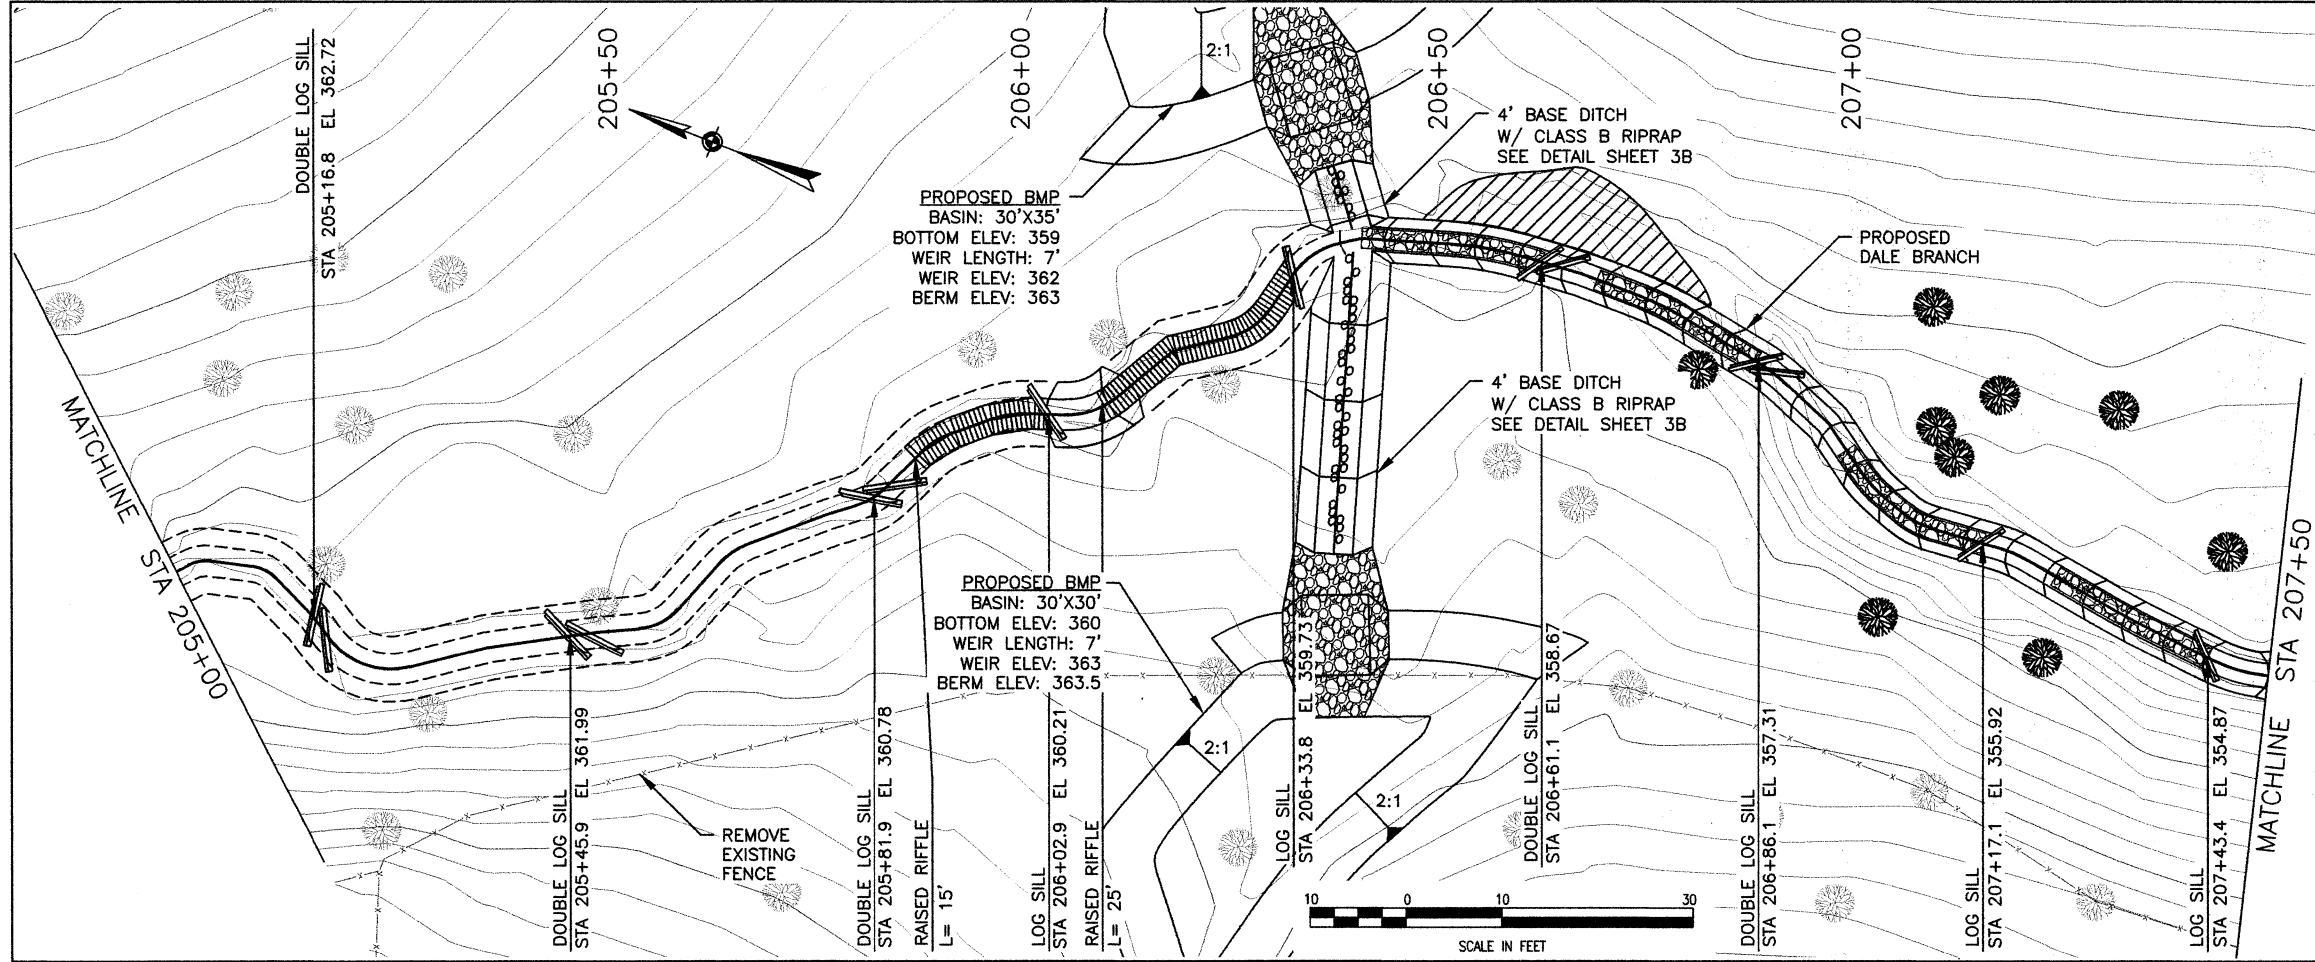 DOUBLE LOG SILL
STA 205+16.8 EL 362.72
205+50
206+00
2:1
206+50
207+00
4' BASE DITCH
W/ CLASS B RIPRAP
SEE DETAIL SHEET 3B
PROPOSED BMP
BASIN: 30'X35'
BOTTOM ELEV: 359
WEIR LENGTH: 7'
WEIR ELEV: 362
BERM ELEV: 363
PROPOSED
DALE BRANCH
4' BASE DITCH
W/ CLASS B RIPRAP
SEE DETAIL SHEET 3B
MATCHLINE STA 205+00
PROPOSED BMP
BASIN: 30'X30'
BOTTOM ELEV: 360
WEIR LENGTH: 7'
WEIR ELEV: 363
BERM ELEV: 363.5
2:1
2:1
REMOVE
EXISTING
FENCE
DOUBLE LOG SILL
STA 205+45.9 EL 361.99
DOUBLE LOG SILL
STA 205+81.9 EL 360.78
RAISED RIFFLE
L= 15'
LOG SILL
STA 206+02.9 EL 360.21
RAISED RIFFLE
L= 25'
LOG SILL
STA 206+33.8 EL 359.73
DOUBLE LOG SILL
STA 206+61.1 EL 358.67
DOUBLE LOG SILL
STA 206+86.1 EL 357.31
LOG SILL
STA 207+17.1 EL 355.92
LOG SILL
STA 207+43.4 EL 354.87
MATCHLINE STA 207+50
10 0 10 30
SCALE IN FEET